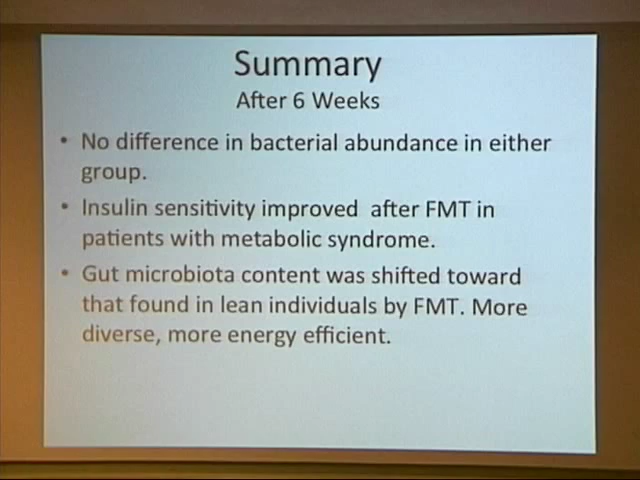 Summary
After 6 Weeks
• No difference in bacterial abundance in either
group.
• Insulin sensitivity improved after FMT in
patients with metabolic syndrome.
• Gut microbiota content was shifted toward
that found in lean individuals by FMT. More
diverse, more energy efficient.